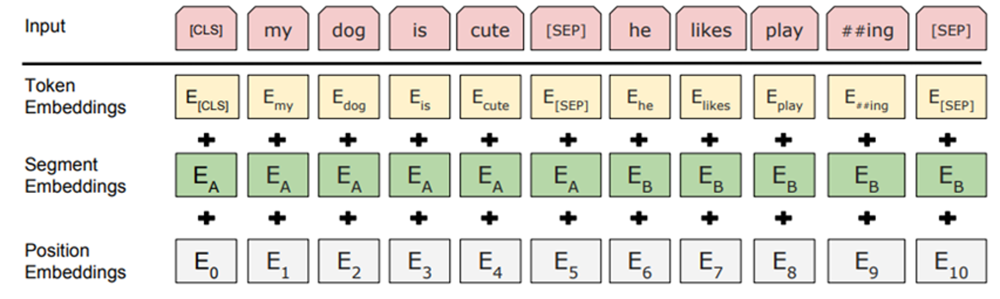 Input [CLS] my dog is cute [SEP] he likes play ##ing [SEP]
Token
Embeddings E[CLS] Emy Edog Eis Ecute E[SEP] Ehe Elikes Eplay E##ing E[SEP]
+ + + + + + + + + + +
Segment
Embeddings EA EA EA EA EA EA EB EB EB EB EB
+ + + + + + + + + + +
Position
Embeddings E0 E1 E2 E3 E4 E5 E6 E7 E8 E9 E10